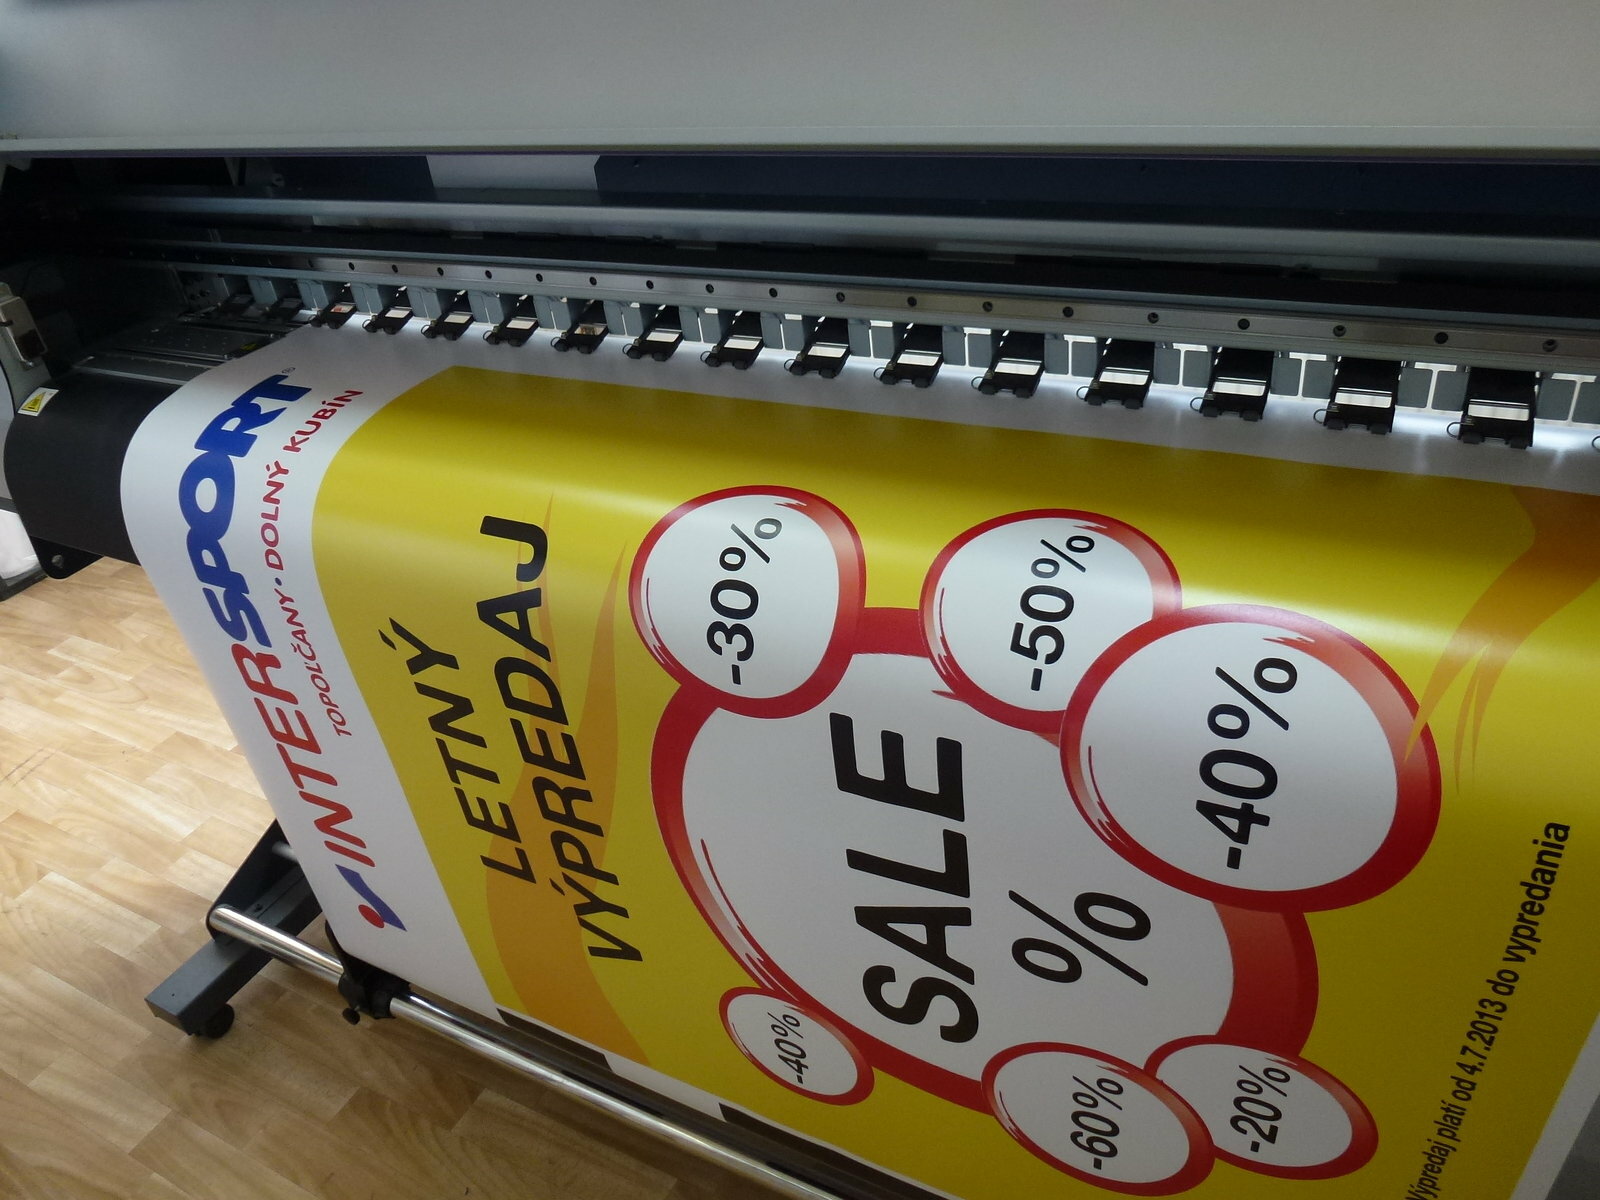 INTERSPORT®
TOPOĽČANY • DOLNÝ KUBÍN
LETNÝ
VÝPREDAJ
-30%
-50%
-40%
SALE
%
-40%
-60%
-20%
Výpredaj platí od 4.7.2013 do vypredania